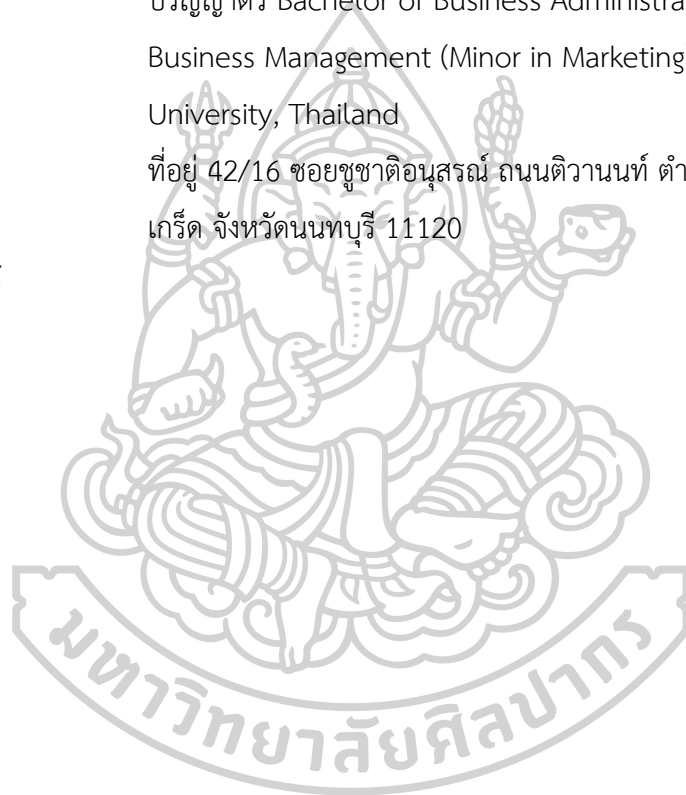 ปริญญาตรี Bachelor of Business Administra
Business Management (Minor in Marketing
University, Thailand
ที่อยู่ 42/16 ซอยชูชาติอนุสรณ์ ถนนติวานนท์ ตำ
เกร็ด จังหวัดนนทบุรี 11120
มหาวิทยาลัยศิลปากร